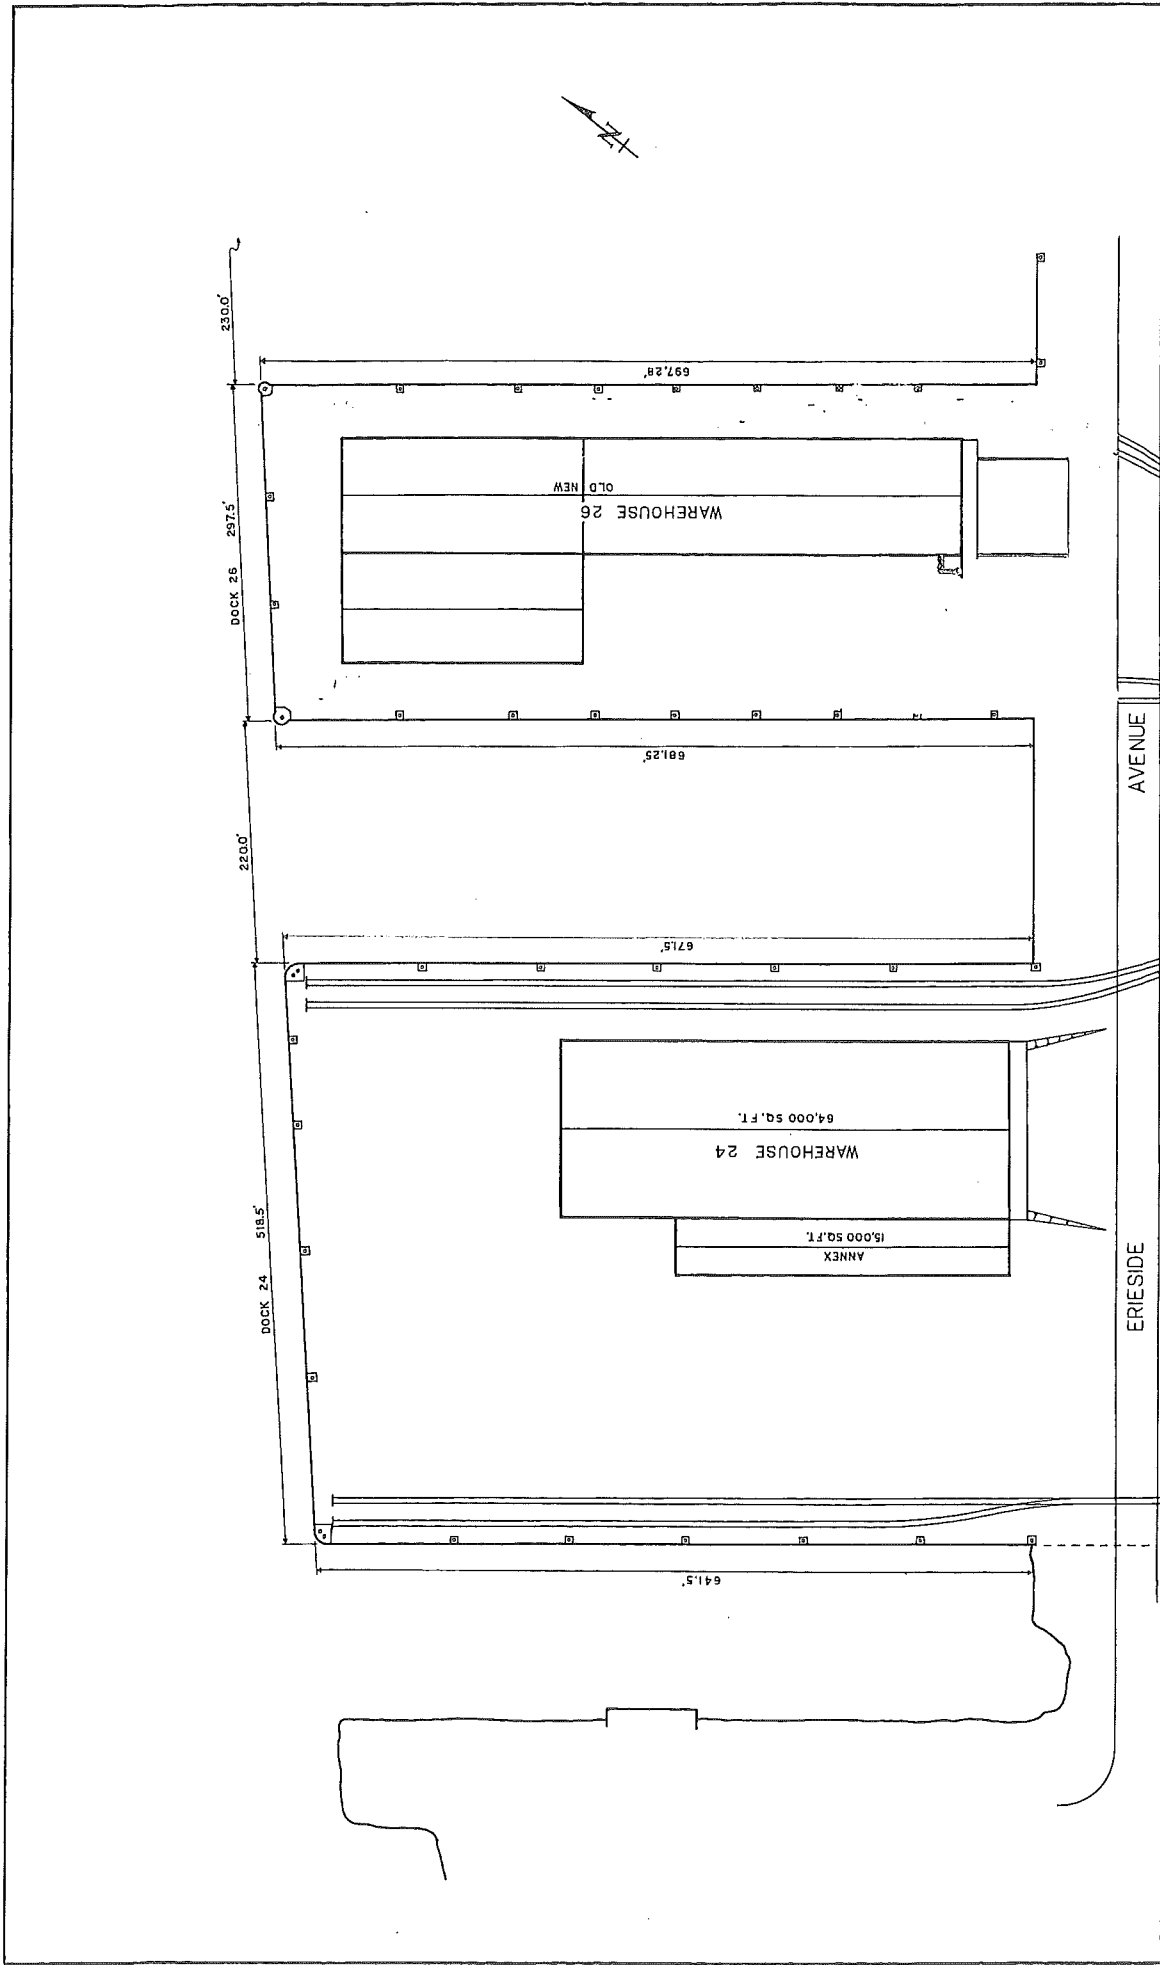 N
230.0'
697.28'
DOCK 26 297.5'
OLD NEW
WAREHOUSE 26
681.25'
220.0'
671.5'
DOCK 24 518.5'
64,000 SQ. FT.
WAREHOUSE 24
15,000 SQ. FT.
ANNEX
641.5'
ERIESIDE AVENUE